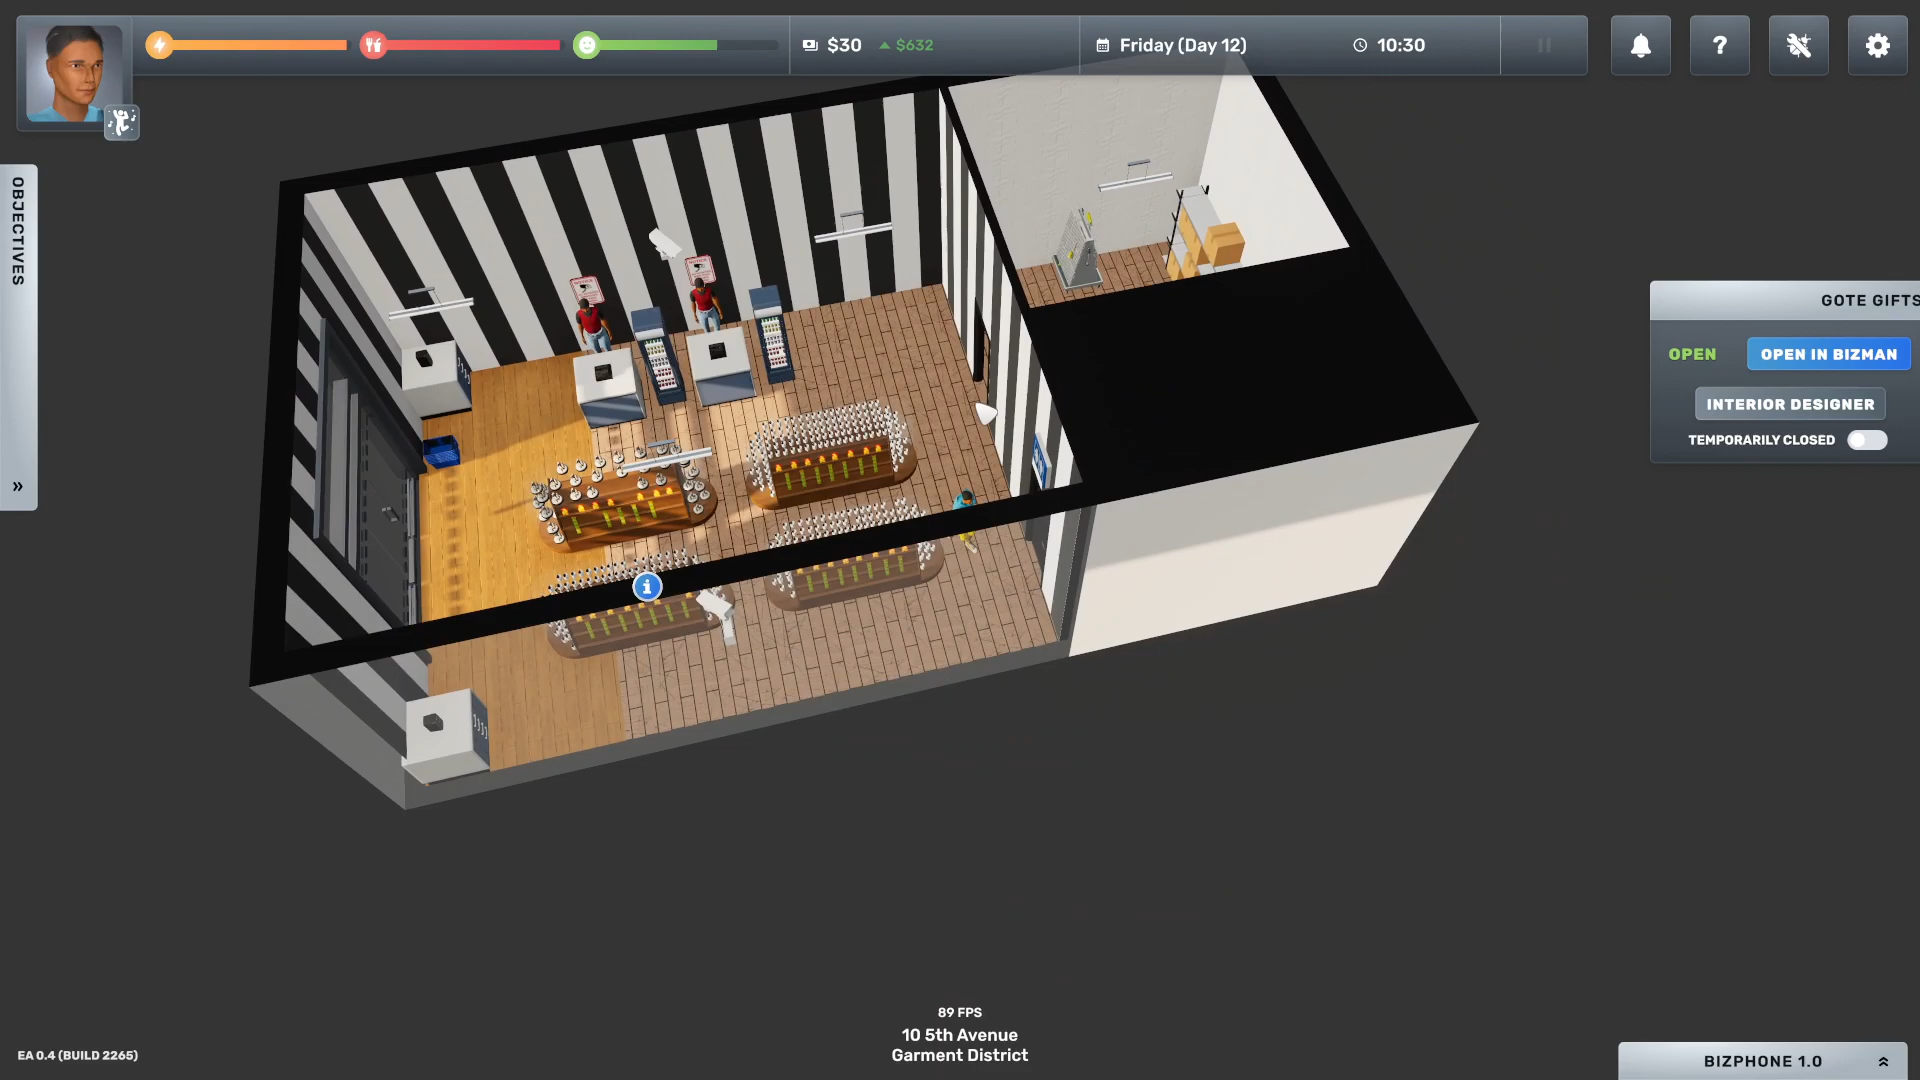 $30
$632
Friday (Day 12)
10:30
?
OBJECTIVES
»
GOTE GIFTS
OPEN
OPEN IN BIZMAN
INTERIOR DESIGNER
TEMPORARILY CLOSED
i
89 FPS
10 5th Avenue
Garment District
EA 0.4 (BUILD 2265)
BIZPHONE 1.0